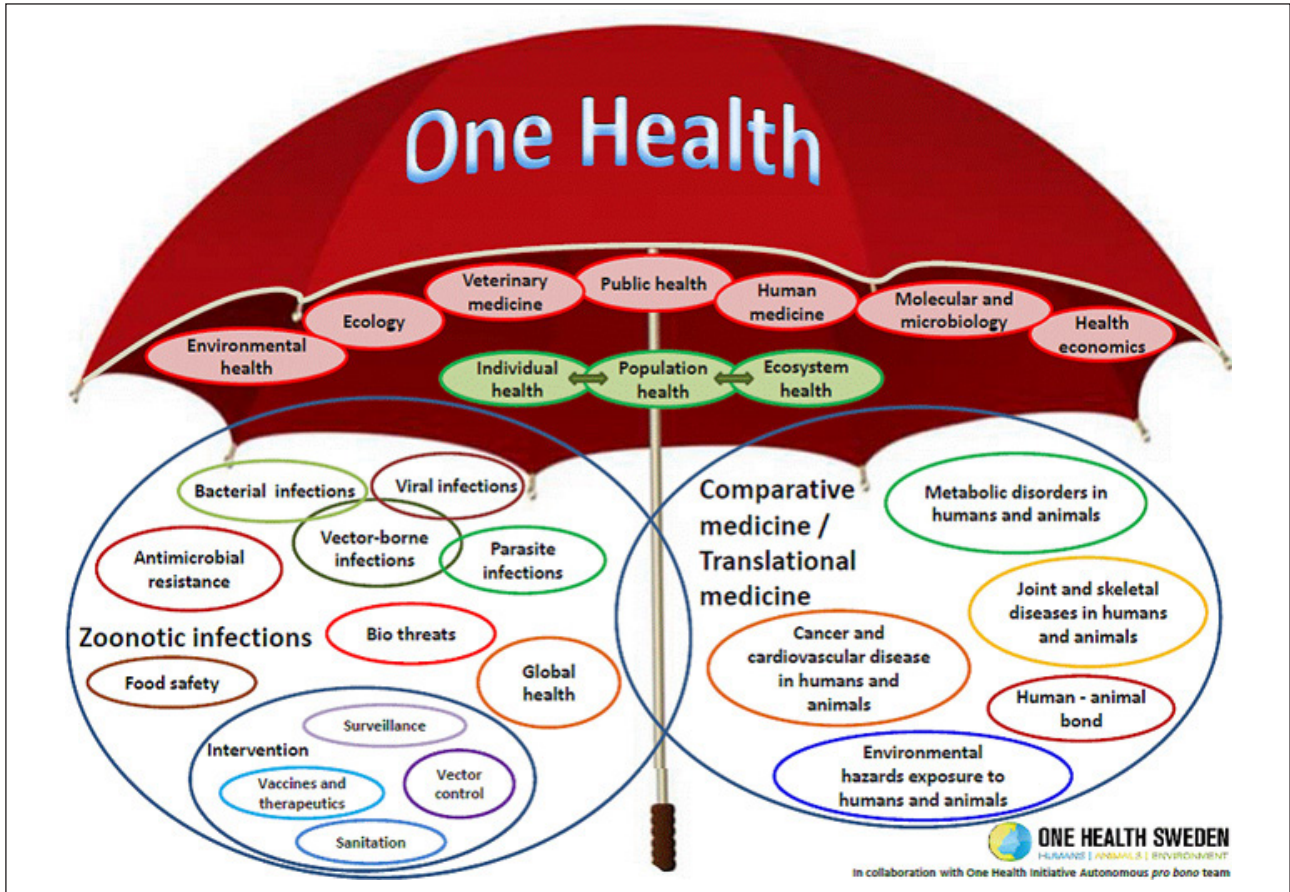 One Health
Environmental
health
Ecology
Veterinary
medicine
Public health
Human
medicine
Molecular and
microbiology
Health
economics
Individual
health
Population
health
Ecosystem
health
Bacterial infections
Viral infections
Vector-borne
infections
Parasite
infections
Antimicrobial
resistance
Zoonotic infections
Bio threats
Food safety
Global
health
Surveillance
Intervention
Vaccines and
therapeutics
Vector
control
Sanitation
Comparative
medicine /
Translational
medicine
Metabolic disorders in
humans and animals
Joint and skeletal
diseases in humans
and animals
Cancer and
cardiovascular disease
in humans and
animals
Human - animal
bond
Environmental
hazards exposure to
humans and animals
ONE HEALTH SWEDEN
HUMANS | ANIMALS | ENVIRONMENT
In collaboration with One Health Initiative Autonomous pro bono team